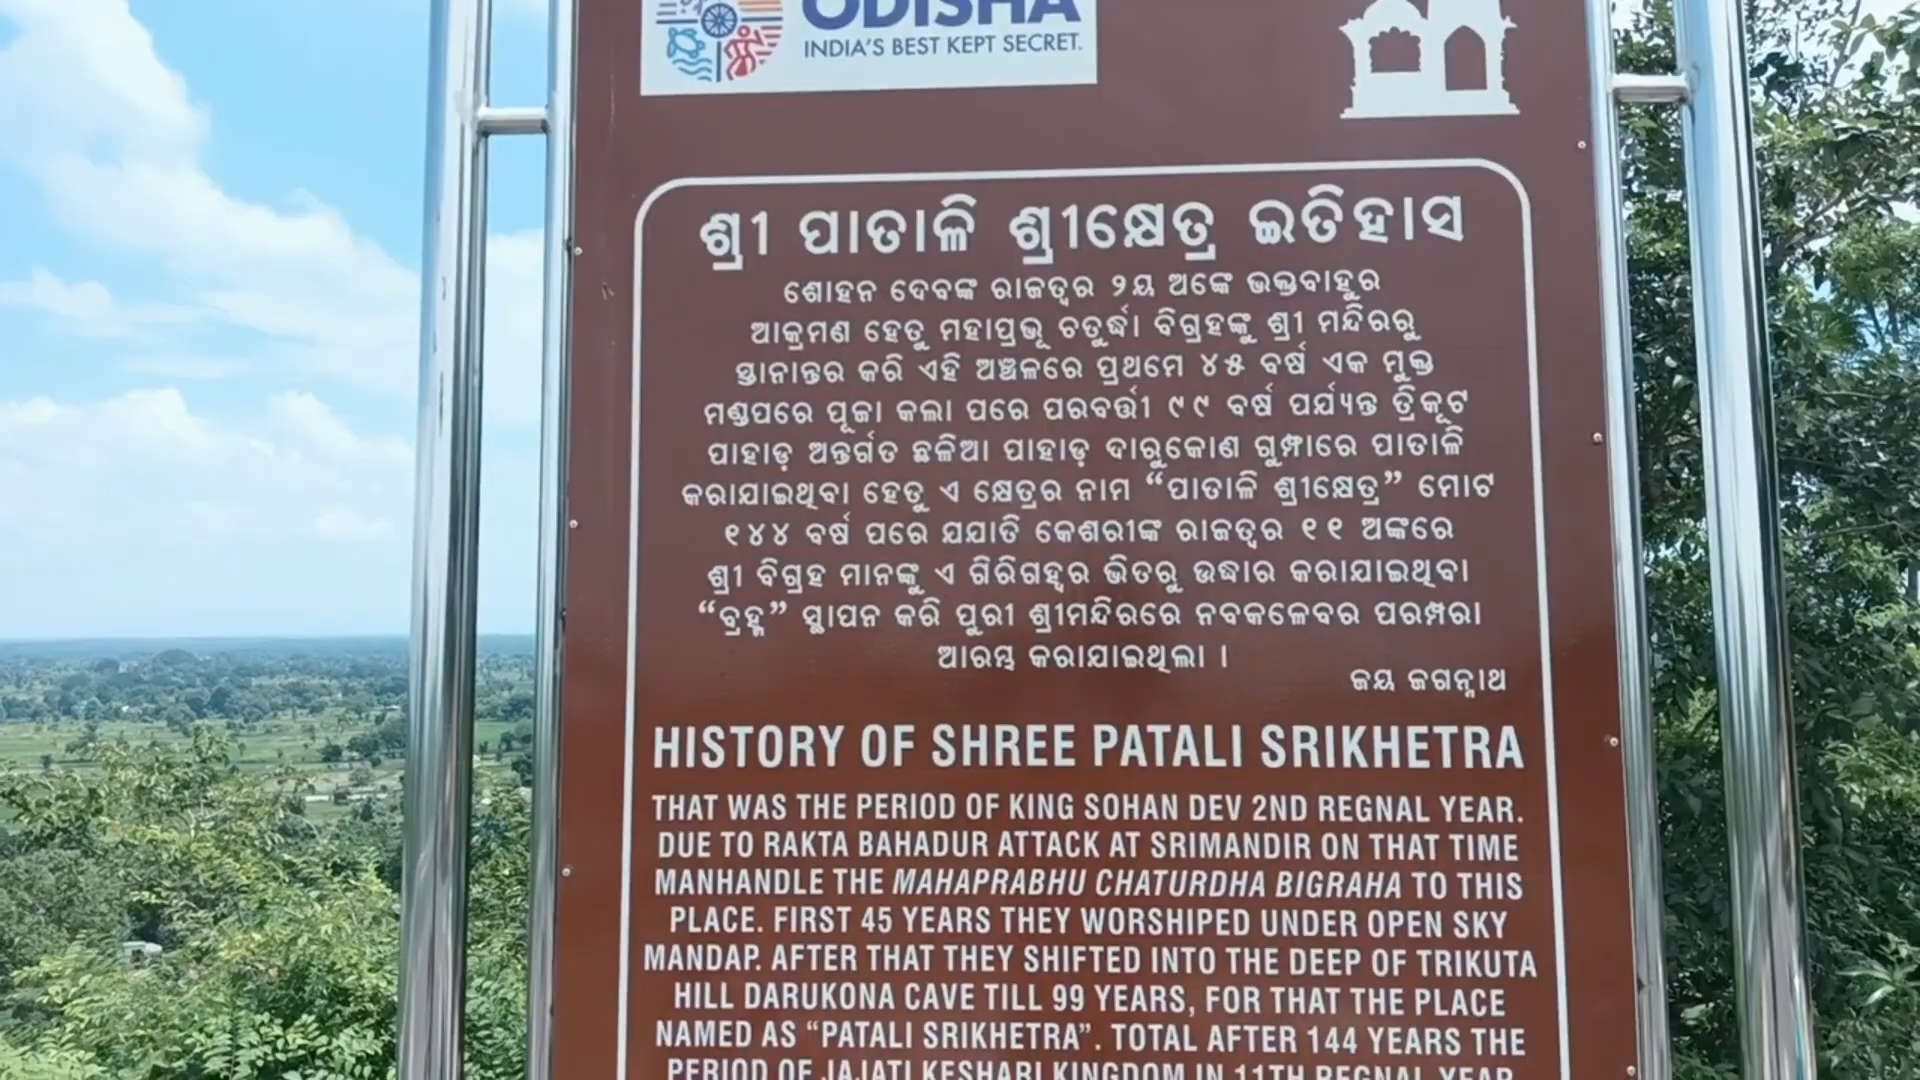 ODISHA
INDIA'S BEST KEPT SECRET.
ଶ୍ରୀ ପାତାଳି ଶ୍ରୀକ୍ଷେତ୍ର ଇତିହାସ
ଶୋହନ ଦେବଙ୍କ ରାଜତ୍ଵର ୨ୟ ଅଙ୍କେ ଭକ୍ତବାହୁର
ଆକ୍ରମଣ ହେତୁ ମହାପ୍ରଭୂ ଚତୁର୍ଦ୍ଧା ବିଗ୍ରହଙ୍କୁ ଶ୍ରୀ ମନ୍ଦିରରୁ
ସ୍ତାନାନ୍ତର କରି ଏହି ଅଞ୍ଚଳରେ ପ୍ରଥମେ ୪୫ ବର୍ଷ ଏକ ମୁକ୍ତ
ମଣ୍ଡପରେ ପୂଜା କଲା ପରେ ପରବର୍ତ୍ତୀ ୯୯ ବର୍ଷ ପର୍ଯ୍ୟନ୍ତ ତ୍ରିକୂଟ
ପାହାଡ଼ ଅନ୍ତର୍ଗତ ଛଳିଆ ପାହାଡ଼ ଦାରୁକୋଣ ଗୁମ୍ଫାରେ ପାତାଳି
କରାଯାଇଥିବା ହେତୁ ଏ କ୍ଷେତ୍ରର ନାମ “ପାତାଳି ଶ୍ରୀକ୍ଷେତ୍ର” ମୋଟ
୧୪୪ ବର୍ଷ ପରେ ଯଯାତି କେଶରୀଙ୍କ ରାଜତ୍ଵର ୧୧ ଅଙ୍କରେ
ଶ୍ରୀ ବିଗ୍ରହ ମାନଙ୍କୁ ଏ ଗିରିଗହ୍ଵର ଭିତରୁ ଉଦ୍ଧାର କରାଯାଇଥିବା
“ବ୍ରହ୍ମ” ସ୍ଥାପନ କରି ପୁରୀ ଶ୍ରୀମନ୍ଦିରରେ ନବକଳେବର ପରମ୍ପରା
ଆରମ୍ଭ କରାଯାଇଥିଲା ।
ଜୟ ଜଗନ୍ନାଥ
HISTORY OF SHREE PATALI SRIKHETRA
THAT WAS THE PERIOD OF KING SOHAN DEV 2ND REGNAL YEAR.
DUE TO RAKTA BAHADUR ATTACK AT SRIMANDIR ON THAT TIME
MANHANDLE THE MAHAPRABHU CHATURDHA BIGRAHA TO THIS
PLACE. FIRST 45 YEARS THEY WORSHIPED UNDER OPEN SKY
MANDAP. AFTER THAT THEY SHIFTED INTO THE DEEP OF TRIKUTA
HILL DARUKONA CAVE TILL 99 YEARS, FOR THAT THE PLACE
NAMED AS “PATALI SRIKHETRA”. TOTAL AFTER 144 YEARS THE
PERIOD OF JAJATI KESHARI KINGDOM IN 11TH REGNAL YEAR